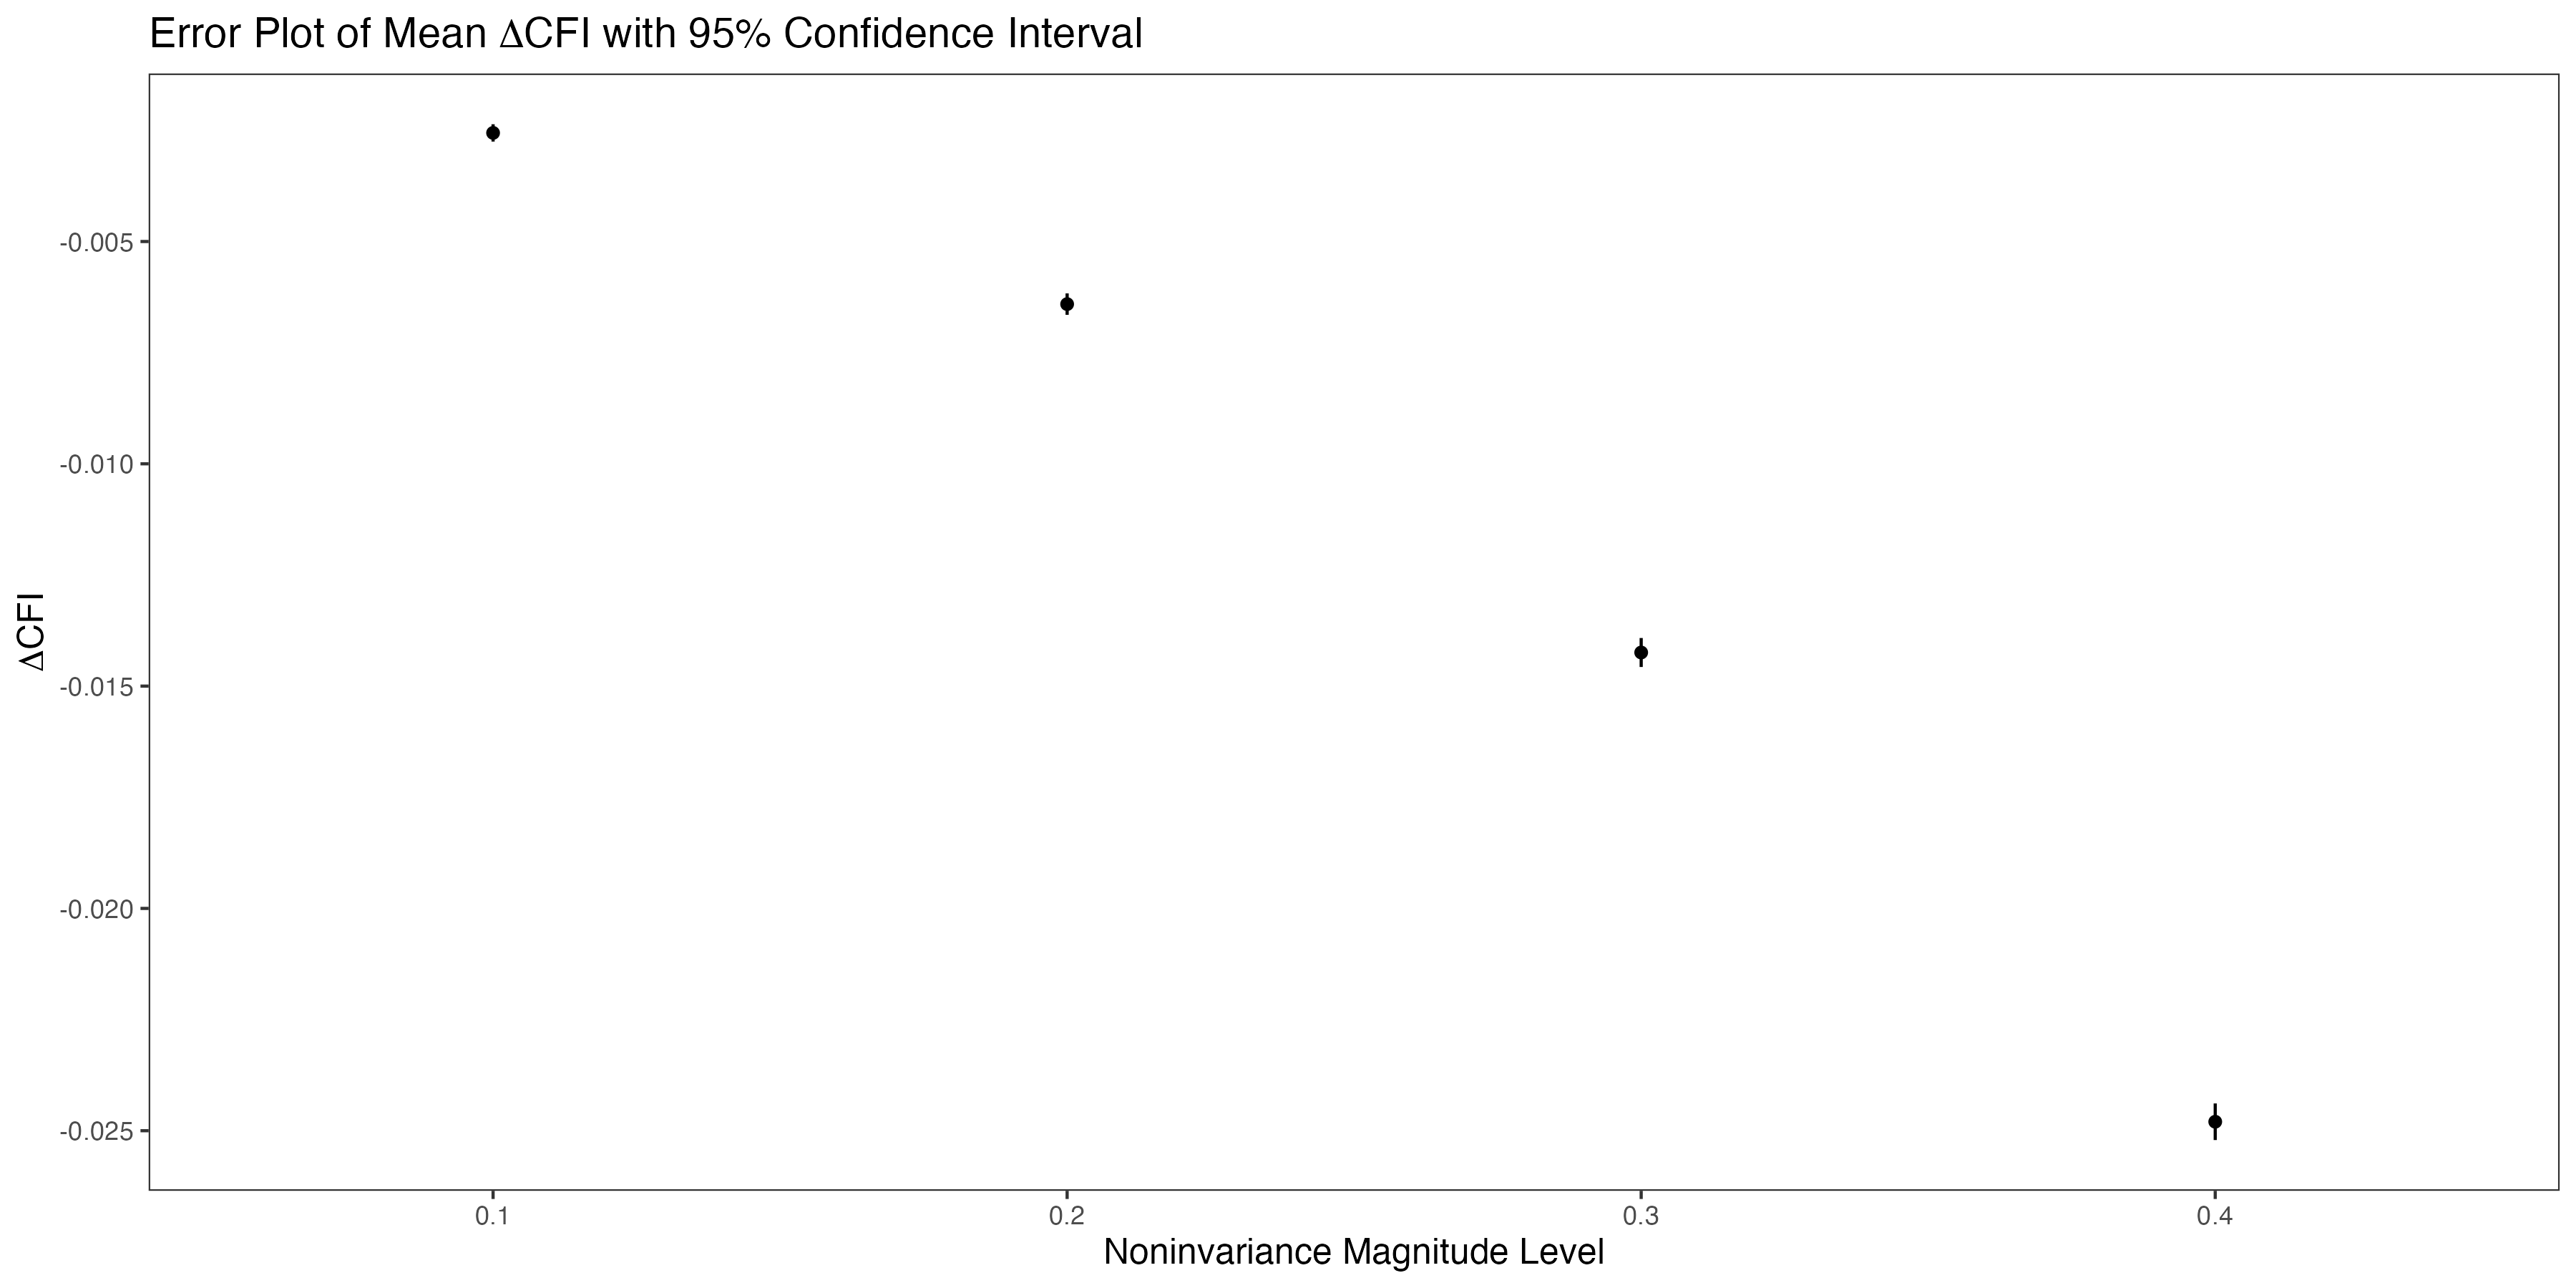 Error Plot of Mean ΔCFI with 95% Confidence Interval
ΔCFI
-0.005
-0.010
-0.015
-0.020
-0.025
0.1 0.2 0.3 0.4
Noninvariance Magnitude Level